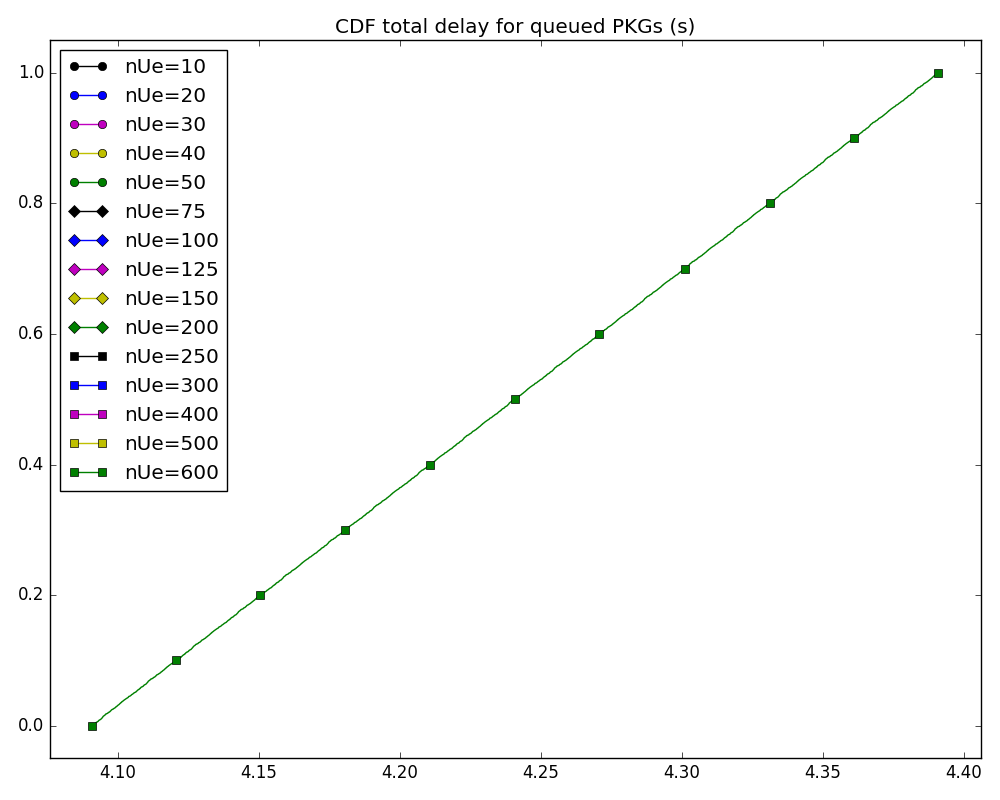 CDF total delay for queued PKGs (s)
1.0
0.8
0.6
0.4
0.2
0.0
nUe=10
nUe=20
nUe=30
nUe=40
nUe=50
nUe=75
nUe=100
nUe=125
nUe=150
nUe=200
nUe=250
nUe=300
nUe=400
nUe=500
nUe=600
4.10 4.15 4.20 4.25 4.30 4.35 4.40